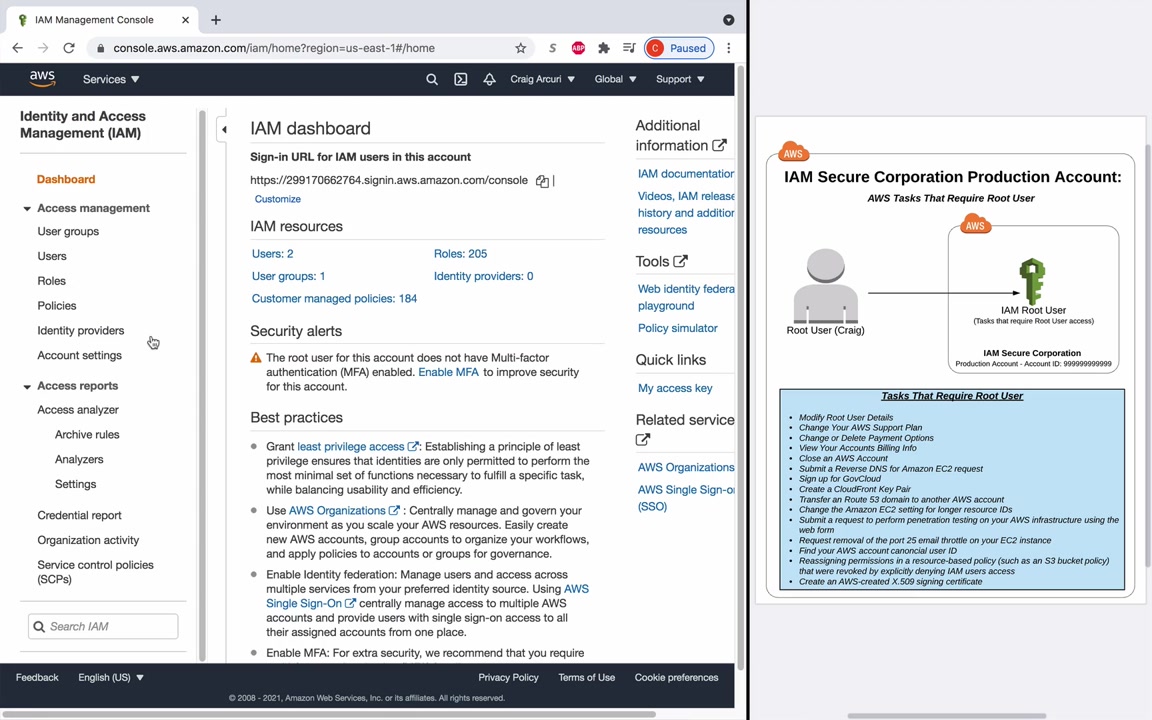 IAM Management Console
console.aws.amazon.com/iam/home?region=us-east-1#/home
S
ABP
C Paused
aws
Services
Craig Arcuri
Global
Support
Identity and Access
Management (IAM)
Dashboard
Access management
User groups
Users
Roles
Policies
Identity providers
Account settings
Access reports
Access analyzer
Archive rules
Analyzers
Settings
Credential report
Organization activity
Service control policies
(SCPs)
Search IAM
IAM dashboard
Sign-in URL for IAM users in this account
https://299170662764.signin.aws.amazon.com/console |
Customize
IAM resources
Users: 2
Roles: 205
User groups: 1
Identity providers: 0
Customer managed policies: 184
Security alerts
The root user for this account does not have Multi-factor
authentication (MFA) enabled. Enable MFA to improve security
for this account.
Best practices
Grant least privilege access : Establishing a principle of least
privilege ensures that identities are only permitted to perform the
most minimal set of functions necessary to fulfill a specific task,
while balancing usability and efficiency.
Use AWS Organizations : Centrally manage and govern your
environment as you scale your AWS resources. Easily create
new AWS accounts, group accounts to organize your workflows,
and apply policies to accounts or groups for governance.
Enable Identity federation: Manage users and access across
multiple services from your preferred identity source. Using AWS
Single Sign-On centrally manage access to multiple AWS
accounts and provide users with single sign-on access to all
their assigned accounts from one place.
Enable MFA: For extra security, we recommend that you require
Additional
information
IAM documentation
Videos, IAM release
history and addition
resources
Tools
Web identity federa
playground
Policy simulator
Quick links
My access key
Related service
AWS Organizations
AWS Single Sign-o
(SSO)
Feedback
English (US)
Privacy Policy
Terms of Use
Cookie preferences
© 2008 - 2021, Amazon Web Services, Inc. or its affiliates. All rights reserved.
AWS
IAM Secure Corporation Production Account:
AWS Tasks That Require Root User
AWS
Root User (Craig)
IAM Root User
(Tasks that require Root User access)
IAM Secure Corporation
Production Account - Account ID: 999999999999
Tasks That Require Root User
• Modify Root User Details
• Change Your AWS Support Plan
• Change or Delete Payment Options
• View Your Accounts Billing Info
• Close an AWS Account
• Submit a Reverse DNS for Amazon EC2 request
• Sign up for GovCloud
• Create a CloudFront Key Pair
• Transfer an Route 53 domain to another AWS account
• Change the Amazon EC2 setting for longer resource IDs
• Submit a request to perform penetration testing on your AWS infrastructure using the
web form
• Request removal of the port 25 email throttle on your EC2 instance
• Find your AWS account canoncial user ID
• Reassigning permissions in a resource-based policy (such as an S3 bucket policy)
that were revoked by explicitly denying IAM users access
• Create an AWS-created X.509 signing certificate